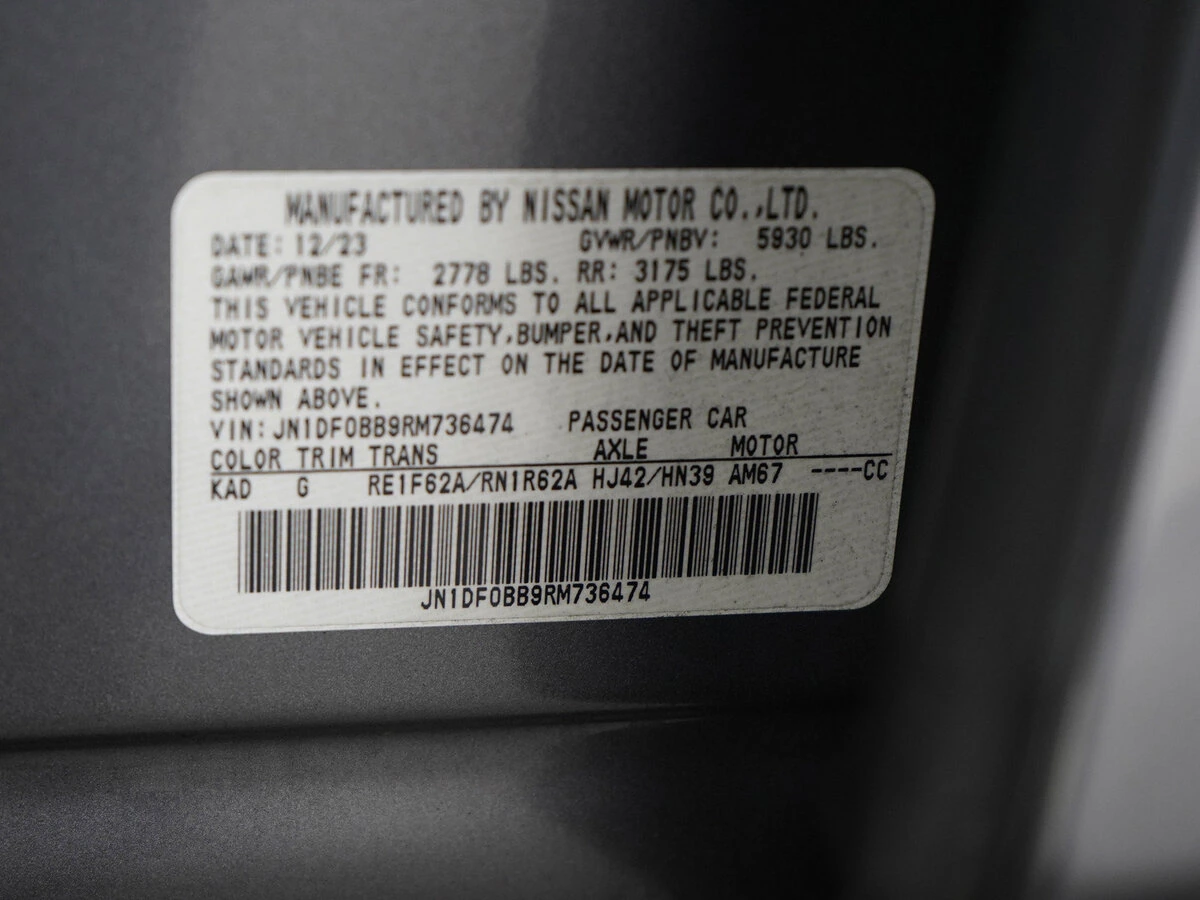 MANUFACTURED BY NISSAN MOTOR CO.,LTD.
DATE: 12/23 GVWR/PNBV: 5930 LBS.
GAWR/PNBE FR: 2778 LBS. RR: 3175 LBS.
THIS VEHICLE CONFORMS TO ALL APPLICABLE FEDERAL
MOTOR VEHICLE SAFETY,BUMPER,AND THEFT PREVENTION
STANDARDS IN EFFECT ON THE DATE OF MANUFACTURE
SHOWN ABOVE.
VIN: JN1DF0BB9RM736474 PASSENGER CAR
COLOR TRIM TRANS AXLE MOTOR
KAD G RE1F62A/RN1R62A HJ42/HN39 AM67 ----CC
JN1DF0BB9RM736474